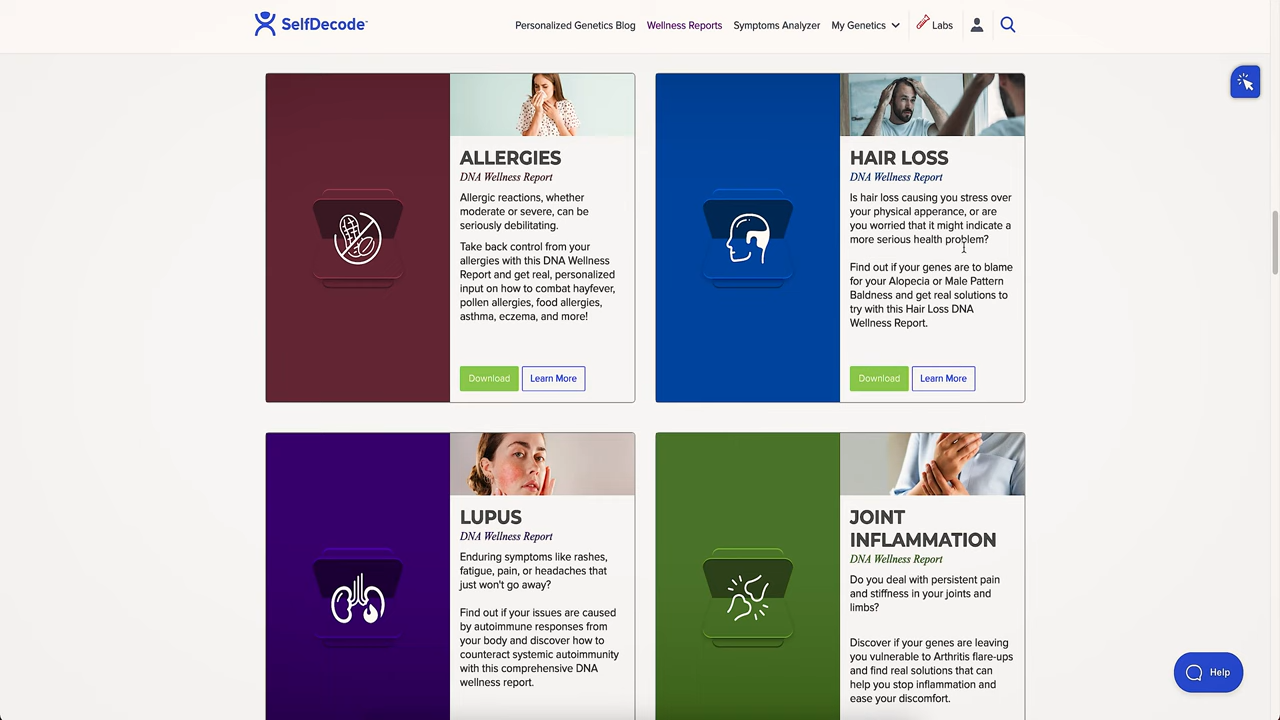 SelfDecode™
Personalized Genetics Blog
Wellness Reports
Symptoms Analyzer
My Genetics
Labs
ALLERGIES
DNA Wellness Report
Allergic reactions, whether
moderate or severe, can be
seriously debilitating.
Take back control from your
allergies with this DNA Wellness
Report and get real, personalized
input on how to combat hayfever,
pollen allergies, food allergies,
asthma, eczema, and more!
Download
Learn More
HAIR LOSS
DNA Wellness Report
Is hair loss causing you stress over
your physical apperance, or are
you worried that it might indicate a
more serious health problem?
Find out if your genes are to blame
for your Alopecia or Male Pattern
Baldness and get real solutions to
try with this Hair Loss DNA
Wellness Report.
Download
Learn More
LUPUS
DNA Wellness Report
Enduring symptoms like rashes,
fatigue, pain, or headaches that
just won't go away?
Find out if your issues are caused
by autoimmune responses from
your body and discover how to
counteract systemic autoimmunity
with this comprehensive DNA
wellness report.
JOINT
INFLAMMATION
DNA Wellness Report
Do you deal with persistent pain
and stiffness in your joints and
limbs?
Discover if your genes are leaving
you vulnerable to Arthritis flare-ups
and find real solutions that can
help you stop inflammation and
ease your discomfort.
Help